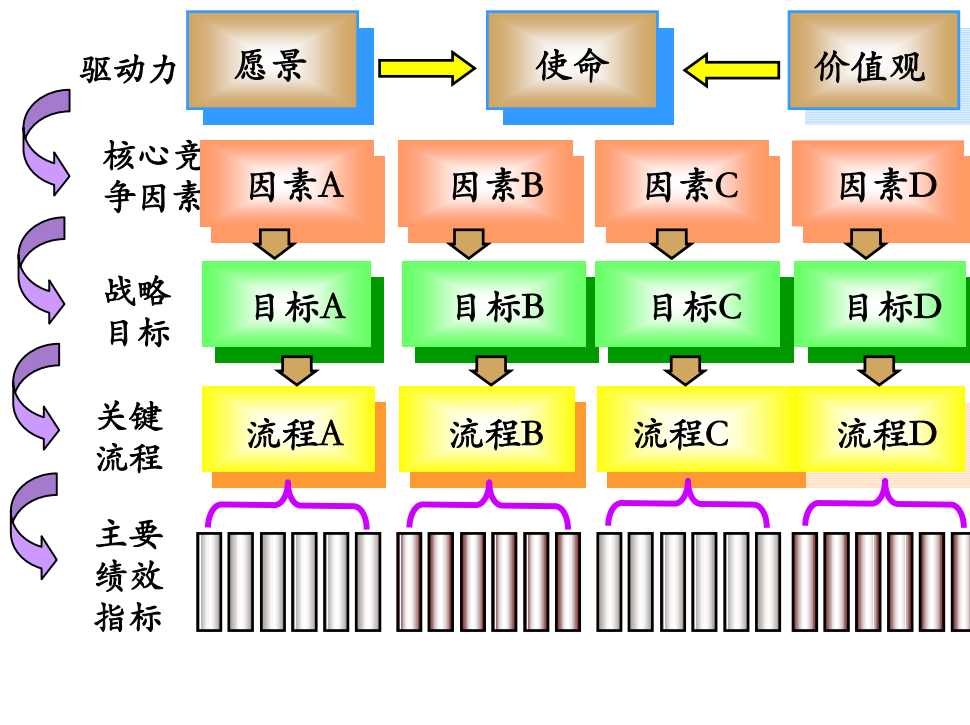 驱动力
愿景
使命
价值观
核心竞
争因素
因素A
因素B
因素C
因素D
战略
目标
目标A
目标B
目标C
目标D
关键
流程
流程A
流程B
流程C
流程D
主要
绩效
指标